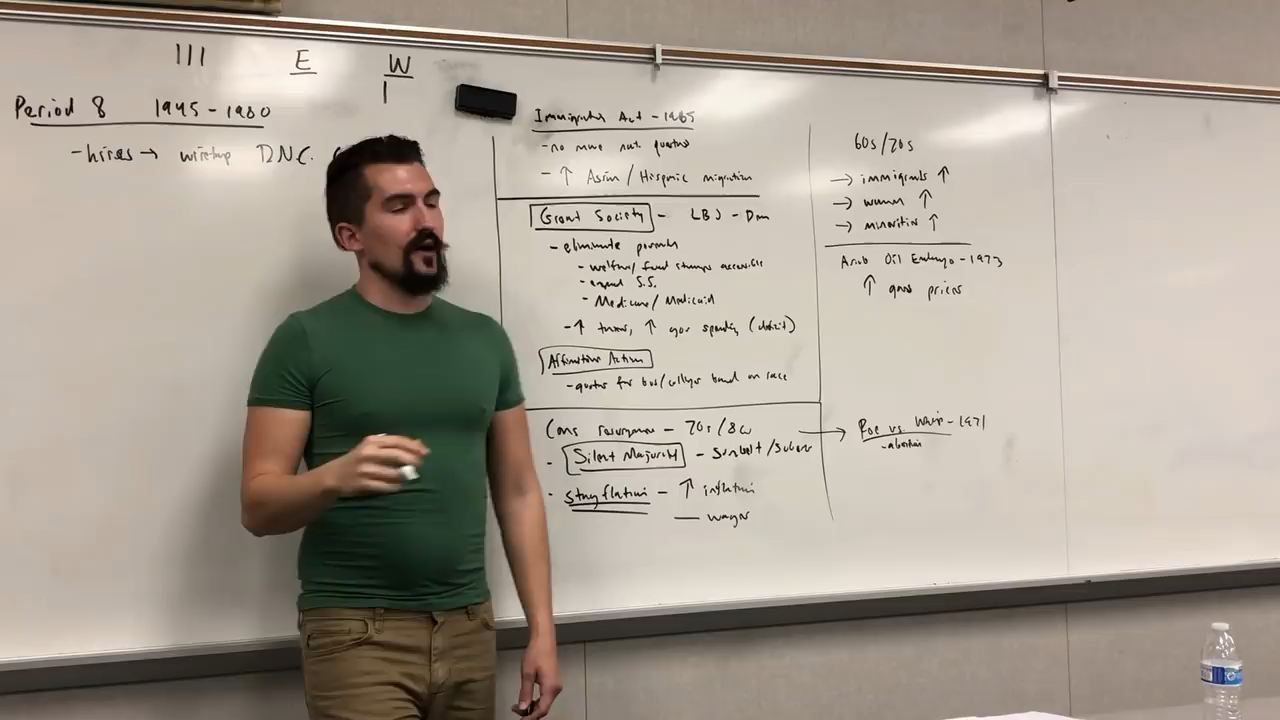 III E W
I
Period 8 1945-1980
-hires → wiretap D.N.C.
Immigration Act - 1965
-no more nat. quotas
- ↑ Asian / Hispanic migration
Great Society - LBJ - Dem
- eliminate poverty
- welfare/food stamps accessible
- expand S.S.
- Medicare/Medicaid
-↑ taxes, ↑ gov spending (deficit)
Affirmative Action
-quotas for bus/colleges based on race
Cons resurgence - 70s/80s
· Silent Majority - Sunbelt/Suburb
· stagflation - ↑ inflation
— wages
60s/70s
→ immigrants ↑
→ women ↑
→ minorities ↑
Arab Oil Embargo - 1973
↑ gas prices
→ Roe vs. Wade - 1971
-abortion